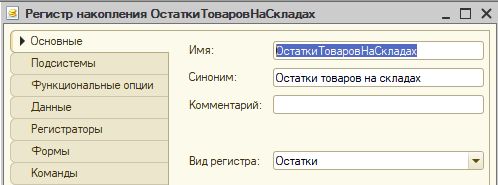 Регистр накопления ОстаткиТоваровНаСкладах
Основные
Подсистемы
Функциональные опции
Данные
Регистраторы
Формы
Команды
Имя: ОстаткиТоваровНаСкладах
Синоним: Остатки товаров на складах
Комментарий:
Вид регистра: Остатки